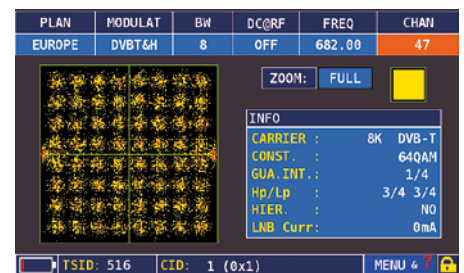 PLAN MODULAT BW DC@RF FREQ CHAN
EUROPE DVBT&H 8 OFF 682.00 47
ZOOM: FULL
INFO
CARRIER : 8K DVB-T
CONST. : 64QAM
GUA.INT.: 1/4
Hp/Lp : 3/4 3/4
HIER. : NO
LNB Curr: 0mA
TSID: 516 CID: 1 (0x1) MENU & ?